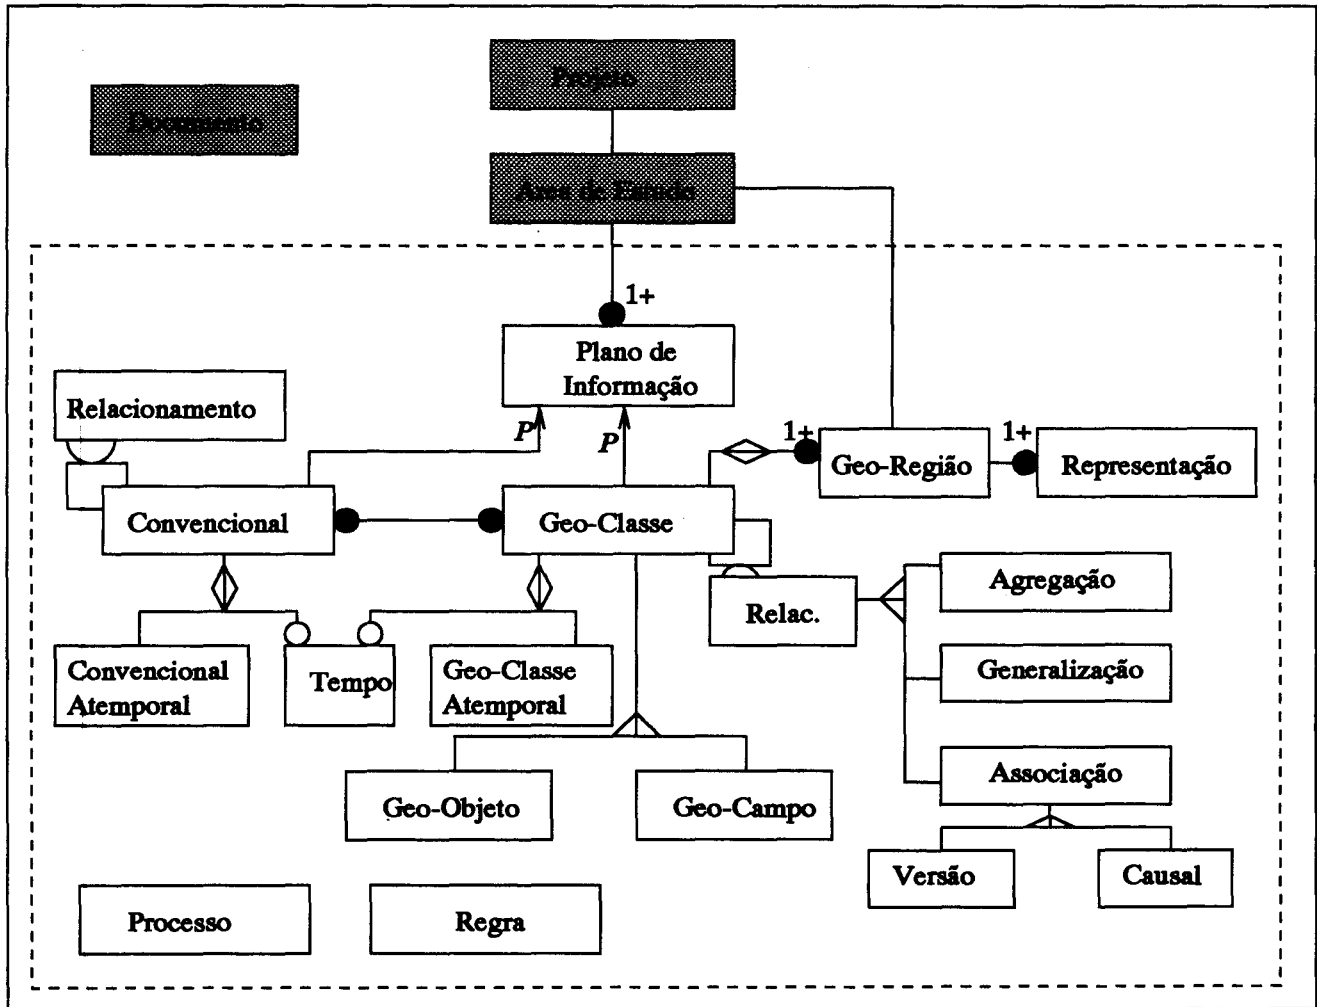 Projeto
Documento
Area de Estudo
1+
Plano de
Informação
Relacionamento
P
P
1+
1+
Geo-Região
Representação
Convencional
Geo-Classe
Agregação
Relac.
Convencional
Atemporal
Tempo
Geo-Classe
Atemporal
Generalização
Associação
Geo-Objeto
Geo-Campo
Versão
Causal
Processo
Regra